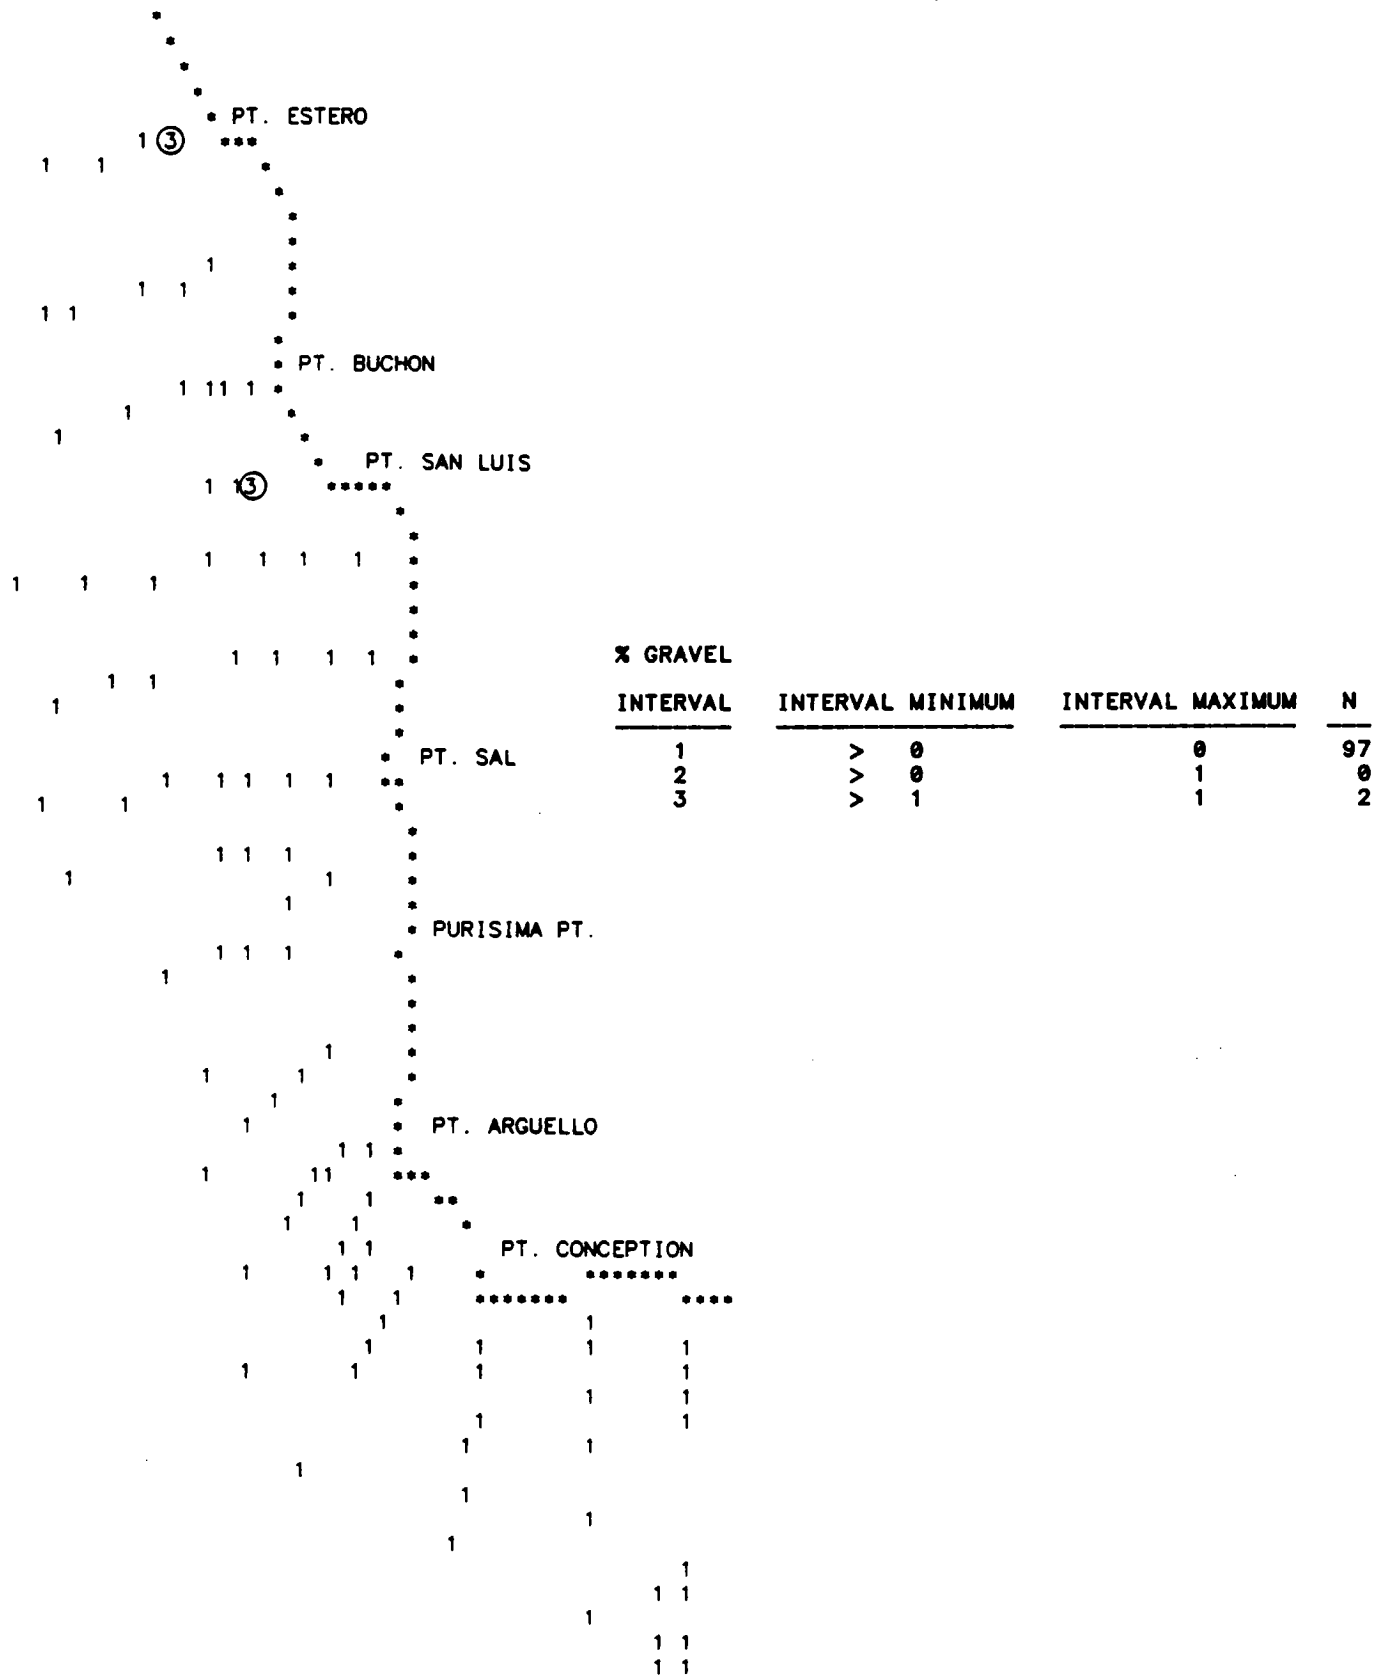 *
*
*
*
* PT. ESTERO
1 3 ***
1 1 *
*
*
*
1 *
1 1 *
1 1 *
*
* PT. BUCHON
1 11 1 *
1 *
1 *
* PT. SAN LUIS
1 13 *****
*
*
1 1 1 1 *
1 1 1 *
*
*
1 1 1 1 * % GRAVEL
1 1 *
1 * INTERVAL INTERVAL MINIMUM INTERVAL MAXIMUM N
*
* PT. SAL 1 > 0 0 97
1 1 1 1 1 ** 2 > 0 1 0
1 1 * 3 > 1 1 2
*
1 1 1 *
1 1 *
1 *
* PURISIMA PT.
1 1 1 *
1 *
*
*
1 *
1 1 *
1 *
1 * PT. ARGUELLO
1 1 *
1 11 ***
1 1 **
1 1 *
1 1 PT. CONCEPTION
1 1 1 1 * *******
1 1 ******* ****
1 1
1 1 1 1
1 1 1 1
1 1
1 1
1 1
1
1
1
1
1
1 1
1
1 1
1 1